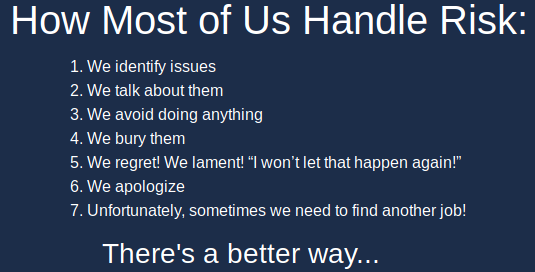 How Most of Us Handle Risk:
1. We identify issues
2. We talk about them
3. We avoid doing anything
4. We bury them
5. We regret! We lament! “I won’t let that happen again!”
6. We apologize
7. Unfortunately, sometimes we need to find another job!
There's a better way...